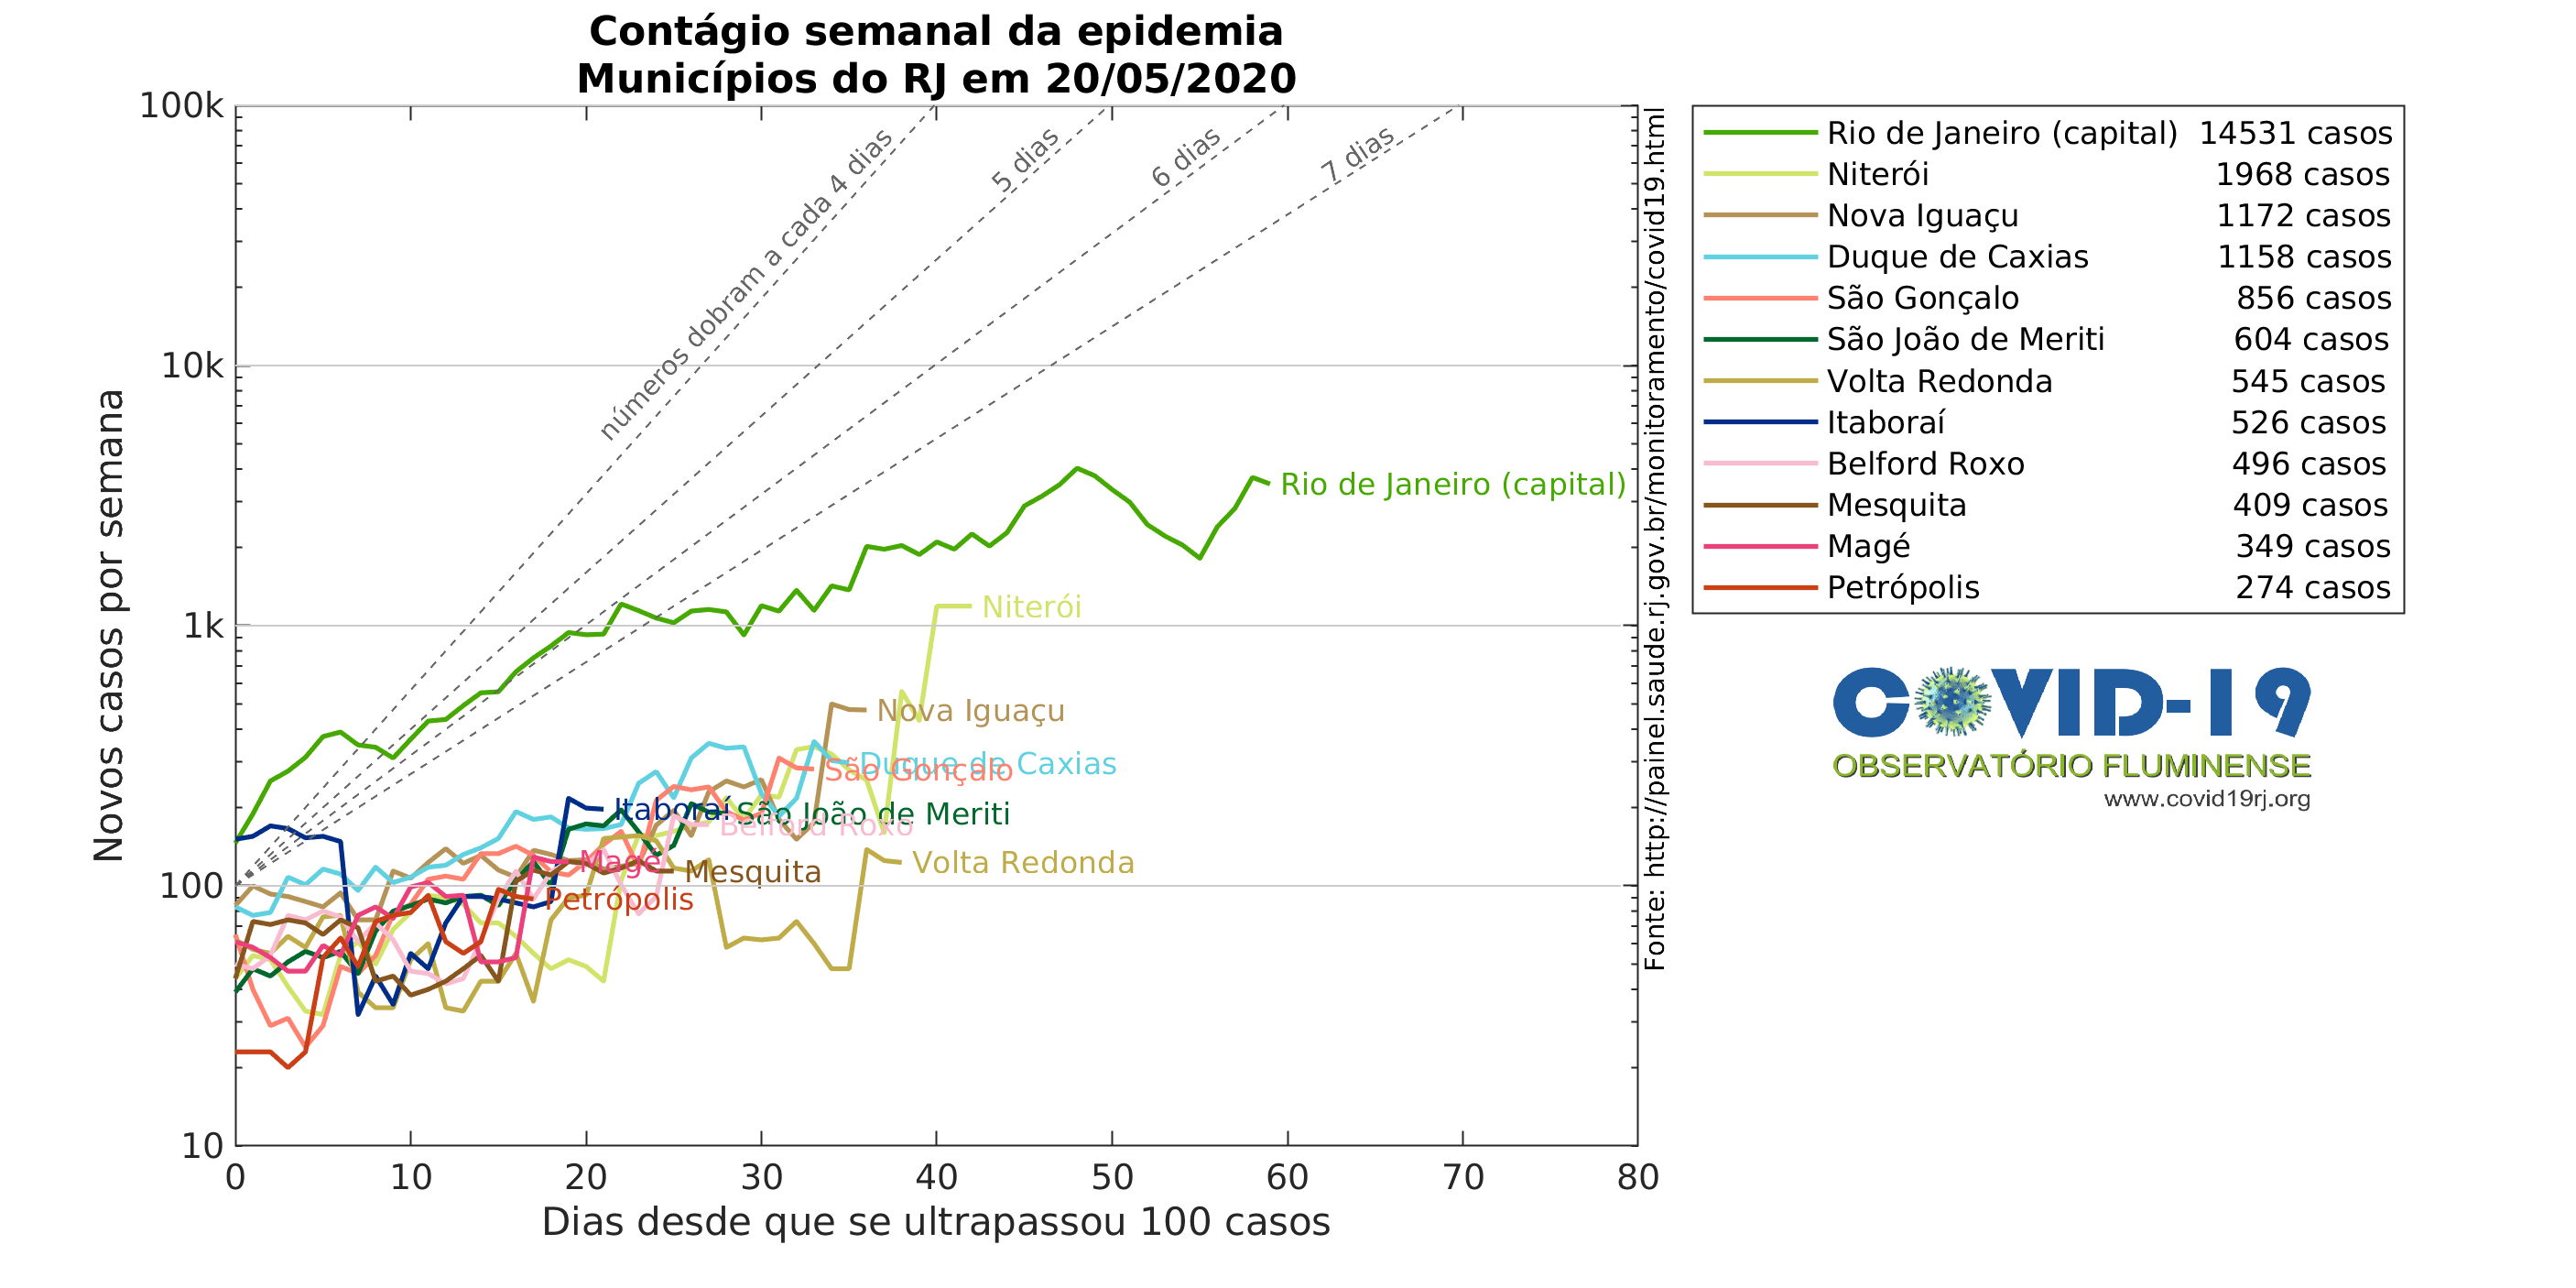 Contágio semanal da epidemia
Municípios do RJ em 20/05/2020
Novos casos por semana
100k
10k
1k
100
10
0 10 20 30 40 50 60 70 80
Dias desde que se ultrapassou 100 casos
números dobram a cada 4 dias
5 dias
6 dias
7 dias
Rio de Janeiro (capital)
Niterói
Nova Iguaçu
Duque de Caxias
São Gonçalo
Itaboraí
São João de Meriti
Belford Roxo
Magé
Mesquita
Volta Redonda
Petrópolis
Fonte: http://painel.saude.rj.gov.br/monitoramento/covid19.html
Rio de Janeiro (capital) 14531 casos
Niterói 1968 casos
Nova Iguaçu 1172 casos
Duque de Caxias 1158 casos
São Gonçalo 856 casos
São João de Meriti 604 casos
Volta Redonda 545 casos
Itaboraí 526 casos
Belford Roxo 496 casos
Mesquita 409 casos
Magé 349 casos
Petrópolis 274 casos
COVID-19
OBSERVATÓRIO FLUMINENSE
www.covid19rj.org